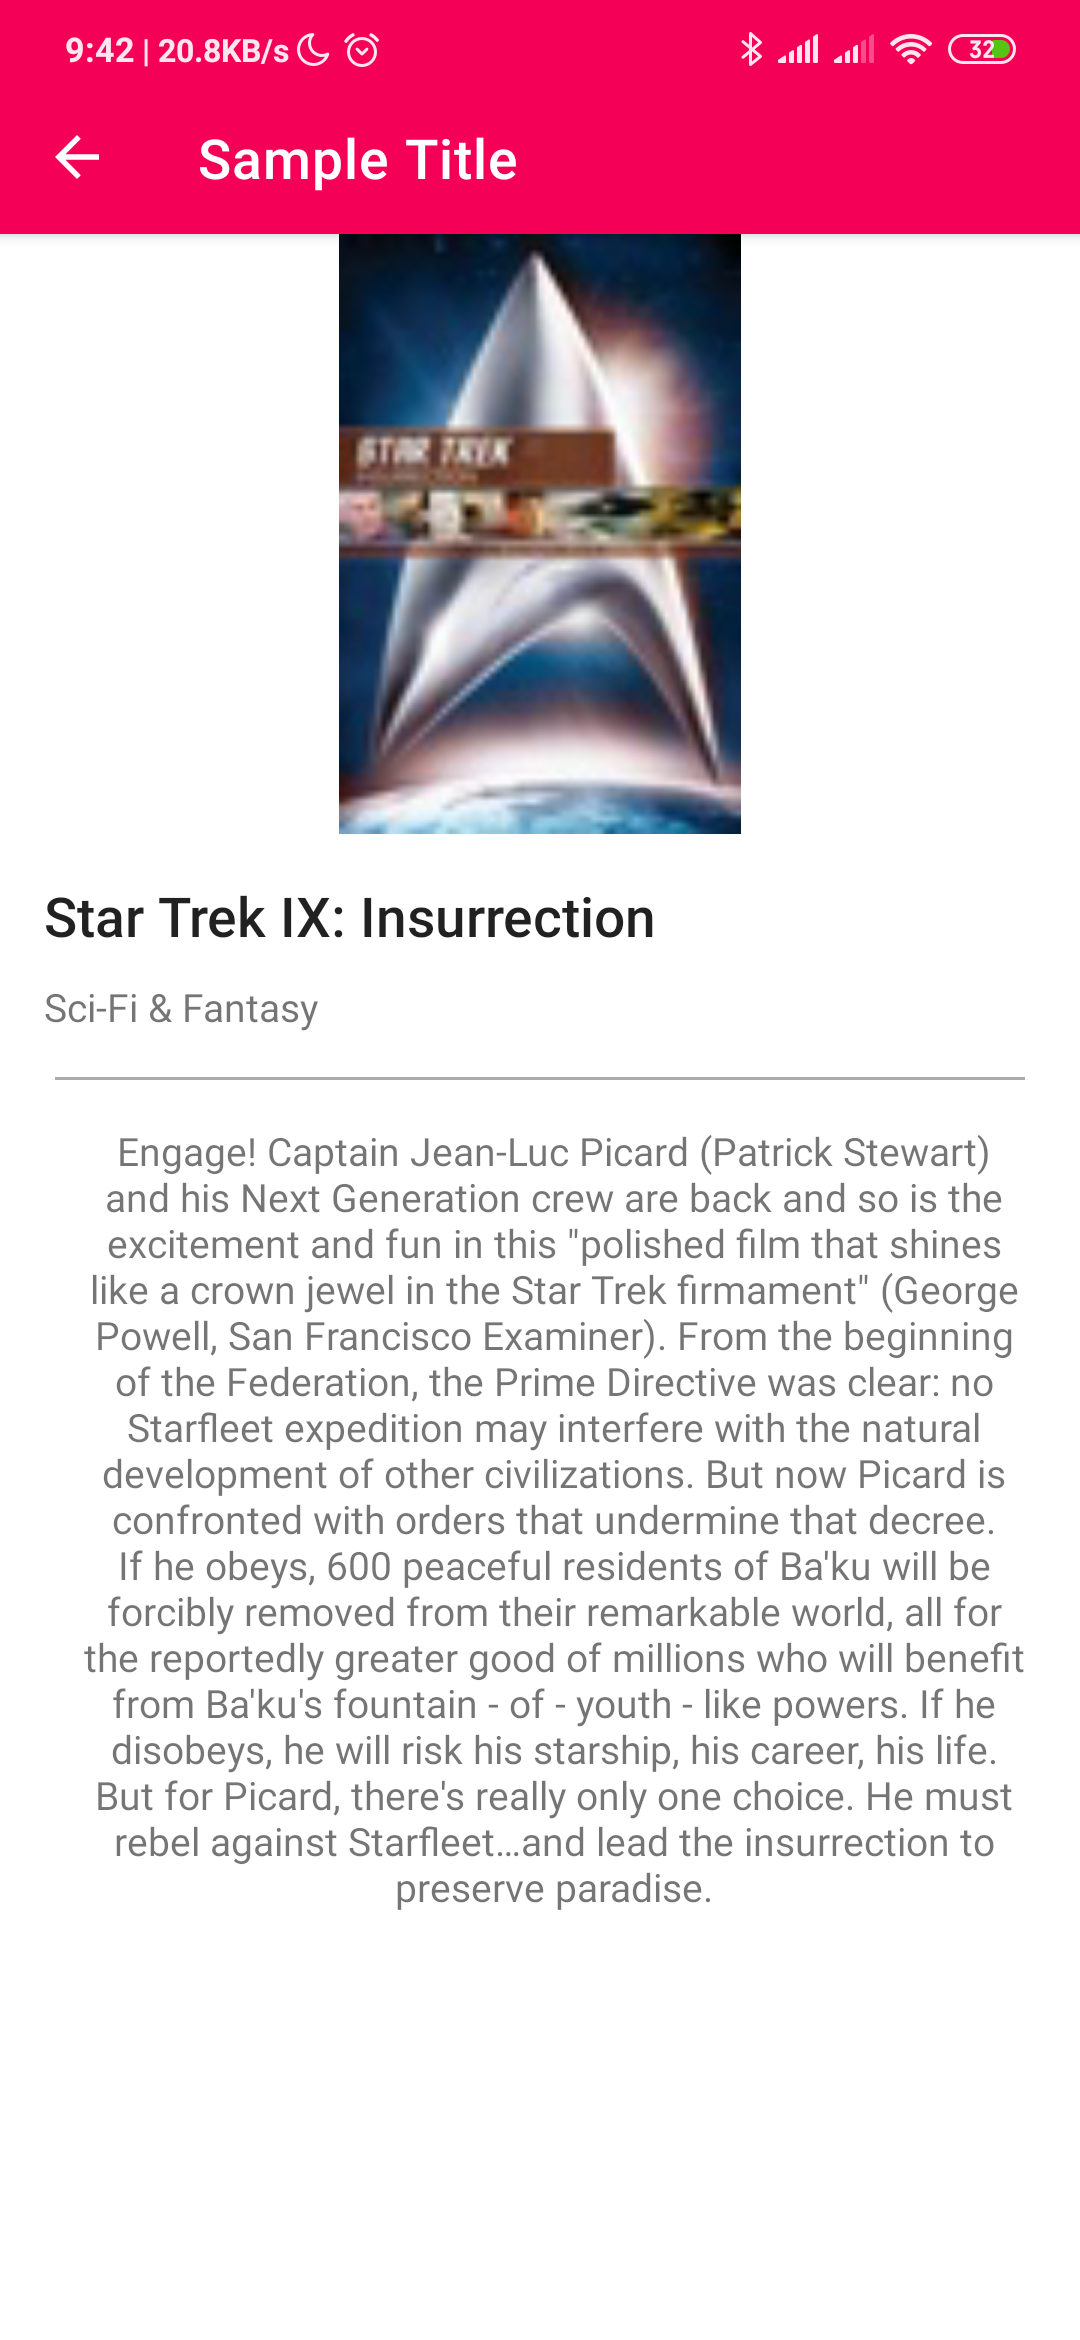 9:42 | 20.8KB/s
32
Sample Title
STAR TREK
Star Trek IX: Insurrection
Sci-Fi & Fantasy
Engage! Captain Jean-Luc Picard (Patrick Stewart)
and his Next Generation crew are back and so is the
excitement and fun in this "polished film that shines
like a crown jewel in the Star Trek firmament" (George
Powell, San Francisco Examiner). From the beginning
of the Federation, the Prime Directive was clear: no
Starfleet expedition may interfere with the natural
development of other civilizations. But now Picard is
confronted with orders that undermine that decree.
If he obeys, 600 peaceful residents of Ba'ku will be
forcibly removed from their remarkable world, all for
the reportedly greater good of millions who will benefit
from Ba'ku's fountain - of - youth - like powers. If he
disobeys, he will risk his starship, his career, his life.
But for Picard, there's really only one choice. He must
rebel against Starfleet…and lead the insurrection to
preserve paradise.